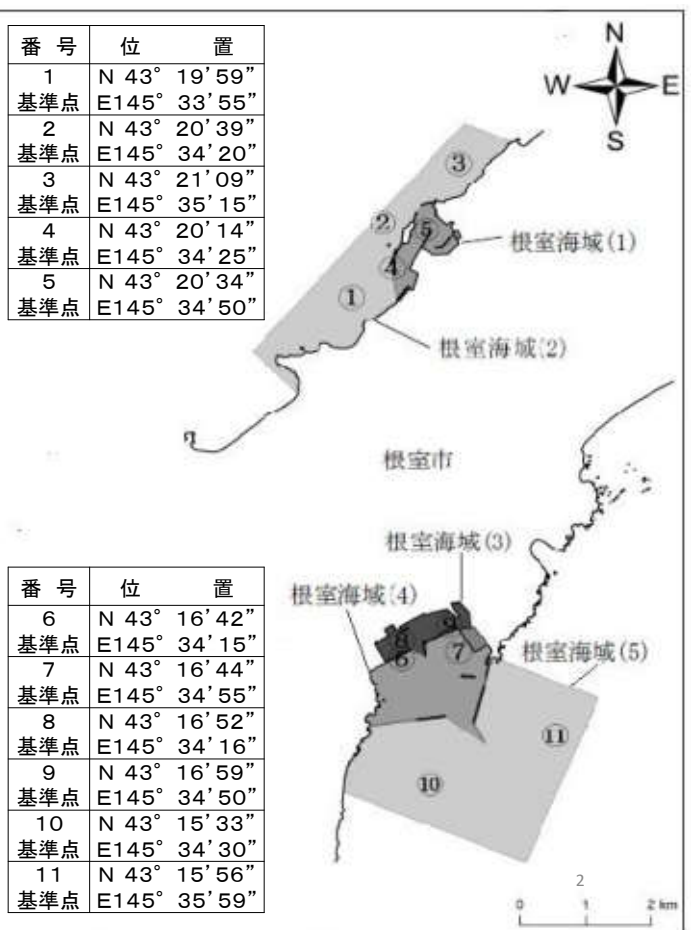 番 号 位 置
1 N 43° 19’59”
基準点 E145° 33’55”
2 N 43° 20’39”
基準点 E145° 34’20”
3 N 43° 21’09”
基準点 E145° 35’15”
4 N 43° 20’14”
基準点 E145° 34’25”
5 N 43° 20’34”
基準点 E145° 34’50”
N
W E
S
③
②
⑤
根室海域(1)
④
①
根室海域(2)
根室市
根室海域(3)
根室海域(4)
根室海域(5)
⑨
⑧
⑥
⑦
⑪
⑩
番 号 位 置
6 N 43° 16’42”
基準点 E145° 34’15”
7 N 43° 16’44”
基準点 E145° 34’55”
8 N 43° 16’52”
基準点 E145° 34’16”
9 N 43° 16’59”
基準点 E145° 34’50”
10 N 43° 15’33”
基準点 E145° 34’30”
11 N 43° 15’56”
基準点 E145° 35’59”
2
0 1 2 km